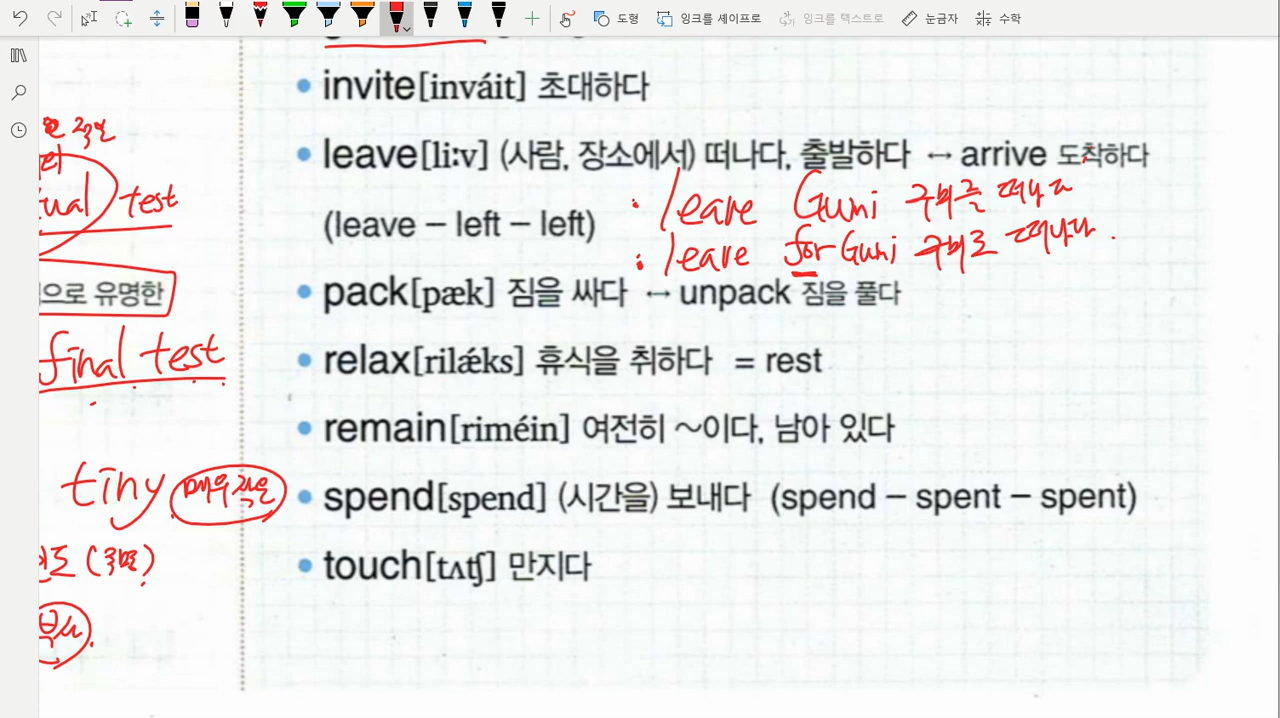 도형
잉크를 셰이프로
잉크를 텍스트로
눈금자
수학
invite[inváit] 초대하다
leave[liːv] (사람, 장소에서) 떠나다, 출발하다 ↔ arrive 도착하다
: leave Gumi 구미를 떠나다
(leave – left – left)
: leave for Gumi 구미로 떠나다.
pack[pæk] 짐을 싸다 ↔ unpack 짐을 풀다
relax[rilǽks] 휴식을 취하다 = rest
remain[riméin] 여전히 ~이다, 남아 있다
spend[spend] (시간을) 보내다 (spend – spent – spent)
touch[tʌtʃ] 만지다
test
으로 유명한
final test
tiny 매우 작은